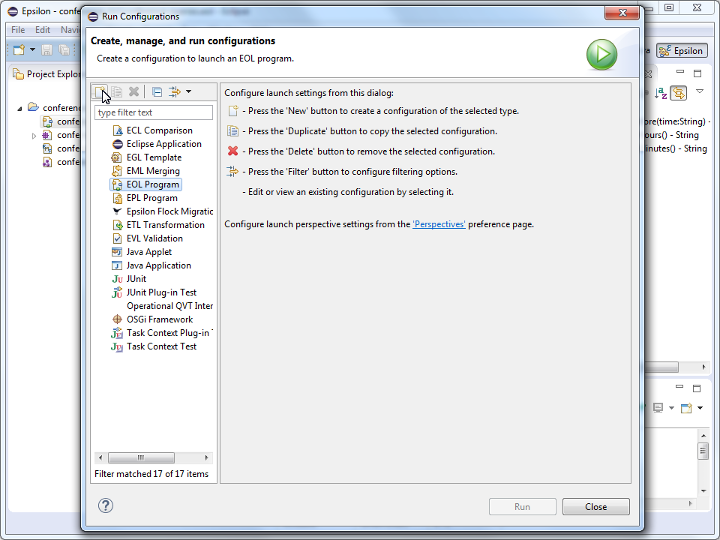 Epsilon - confe
Run Configurations
File Edit Navi
Create, manage, and run configurations
Create a configuration to launch an EOL program.
Epsilon
Project Explor
type filter text
Configure launch settings from this dialog:
- Press the 'New' button to create a configuration of the selected type.
- Press the 'Duplicate' button to copy the selected configuration.
- Press the 'Delete' button to remove the selected configuration.
- Press the 'Filter' button to configure filtering options.
- Edit or view an existing configuration by selecting it.
Configure launch perspective settings from the 'Perspectives' preference page.
conference
confe
confe
confe
confe
ECL Comparison
Eclipse Application
EGL Template
EML Merging
EOL Program
EPL Program
Epsilon Flock Migratic
ETL Transformation
EVL Validation
Java Applet
Java Application
JUnit
JUnit Plug-in Test
Operational QVT Inter
OSGi Framework
Task Context Plug-in T
Task Context Test
ore(time:String) -
ours() - String
inutes() - String
Filter matched 17 of 17 items
Run
Close